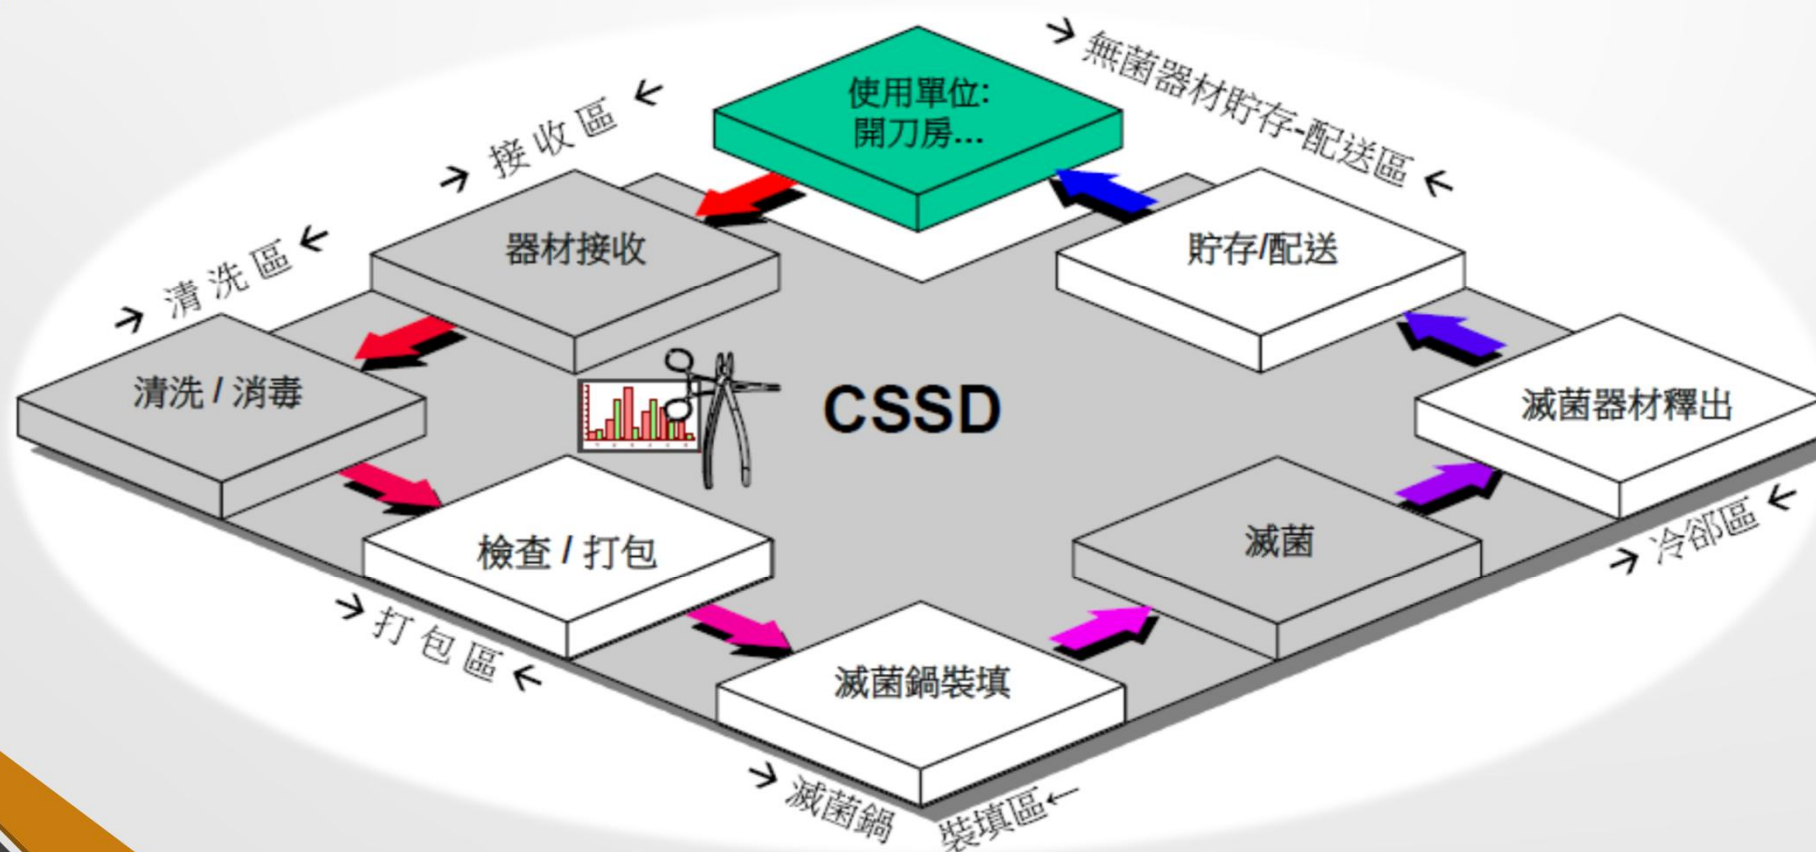 使用單位:
開刀房...
→ 無菌器材貯存-配送區 ←
→ 接收區 ←
器材接收
貯存/配送
→ 清洗區 ←
清洗 / 消毒
CSSD
滅菌器材釋出
檢查 / 打包
滅菌
→ 冷郤區 ←
→ 打包區 ←
滅菌鍋裝填
→ 滅菌鍋 裝填區←